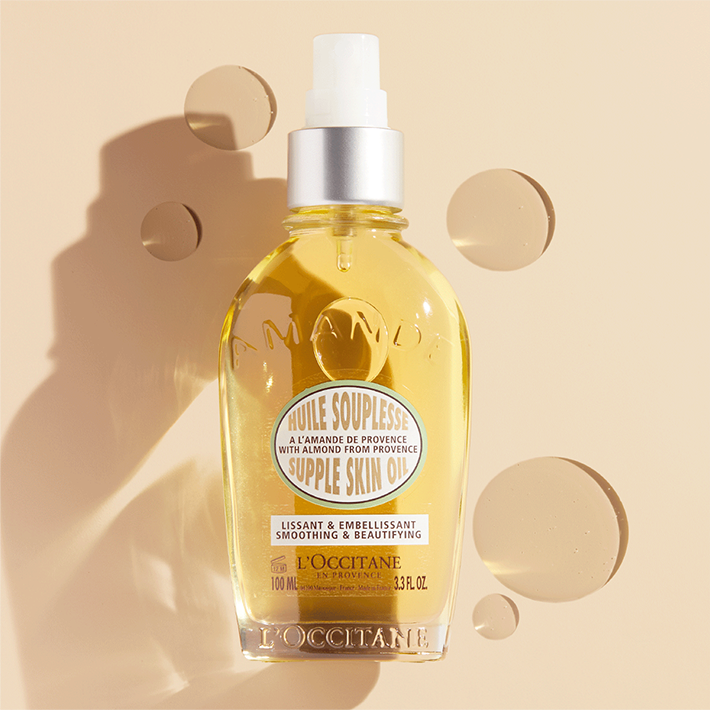 AMANDE
HUILE SOUPLESSE
A L'AMANDE DE PROVENCE
WITH ALMOND FROM PROVENCE
SUPPLE SKIN OIL
LISSANT & EMBELLISSANT
SMOOTHING & BEAUTIFYING
L'OCCITANE
EN PROVENCE
100 ML 3.3 FL. OZ.
L'OCCITANE